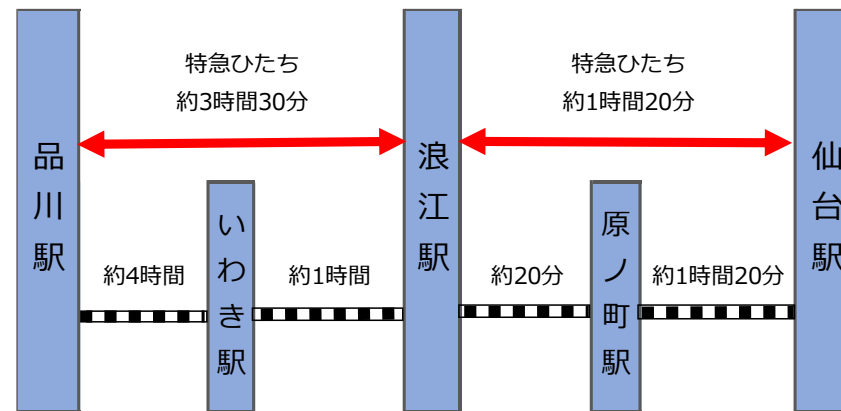 特急ひたち
約3時間30分
特急ひたち
約1時間20分
品川駅
いわき駅
浪江駅
原ノ町駅
仙台駅
約4時間
約1時間
約20分
約1時間20分